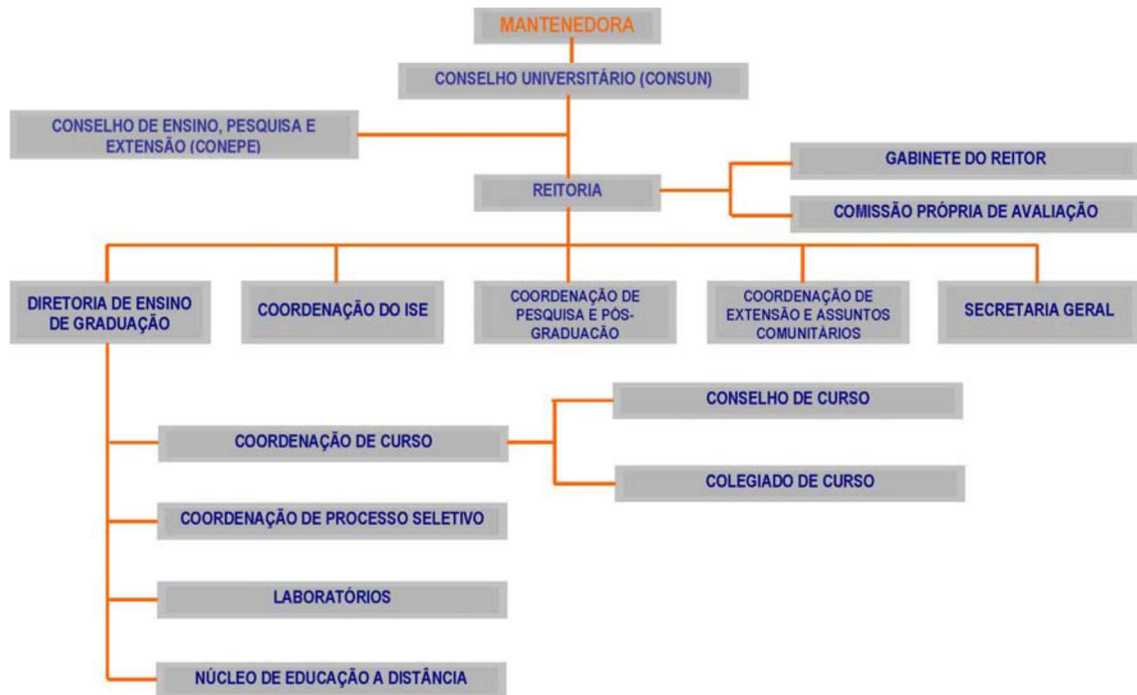 MANTENEDORA
CONSELHO UNIVERSITÁRIO (CONSUN)
CONSELHO DE ENSINO, PESQUISA E
EXTENSÃO (CONEPE)
GABINETE DO REITOR
REITORIA
COMISSÃO PRÓPRIA DE AVALIAÇÃO
DIRETORIA DE ENSINO
DE GRADUAÇÃO
COORDENAÇÃO DO ISE
COORDENAÇÃO DE
PESQUISA E PÓS-
GRADUAÇÃO
COORDENAÇÃO DE
EXTENSÃO E ASSUNTOS
COMUNITÁRIOS
SECRETARIA GERAL
CONSELHO DE CURSO
COORDENAÇÃO DE CURSO
COLEGIADO DE CURSO
COORDENAÇÃO DE PROCESSO SELETIVO
LABORATÓRIOS
NÚCLEO DE EDUCAÇÃO A DISTÂNCIA